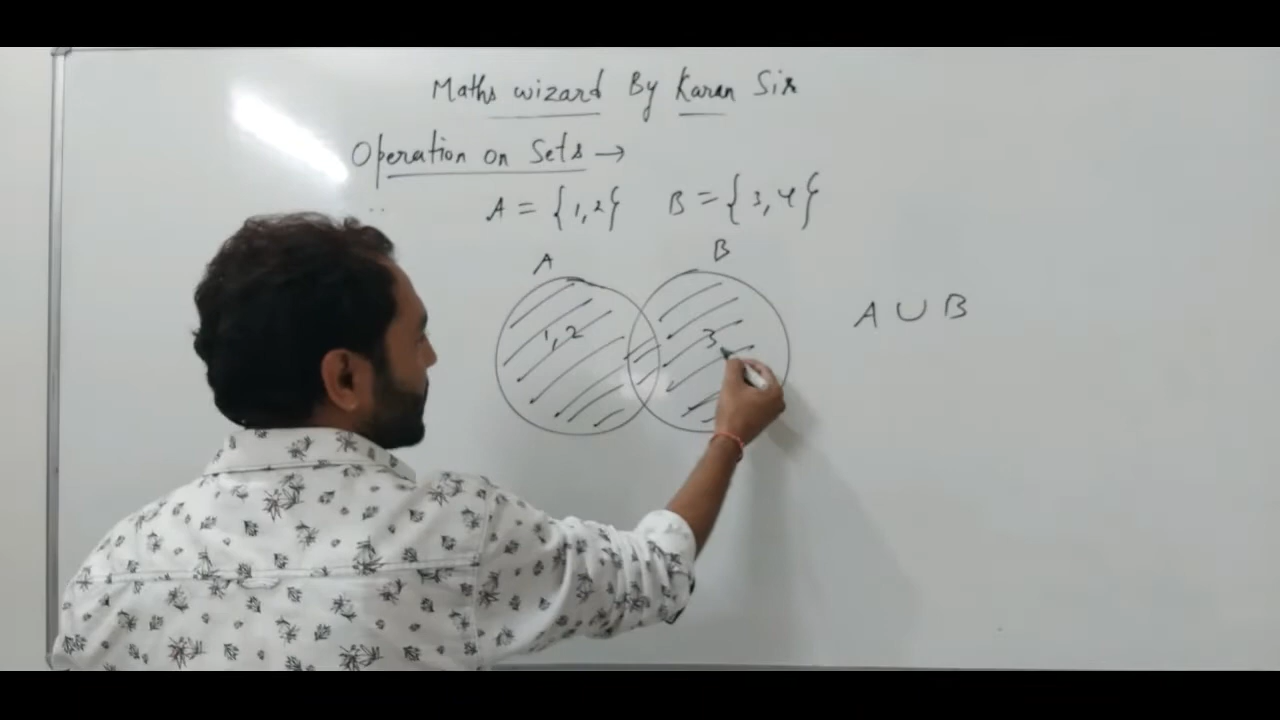 Maths wizard By Karan Sir
Operation on Sets →
A = {1,2} B = {3,4}
A B
1,2 3
A ∪ B